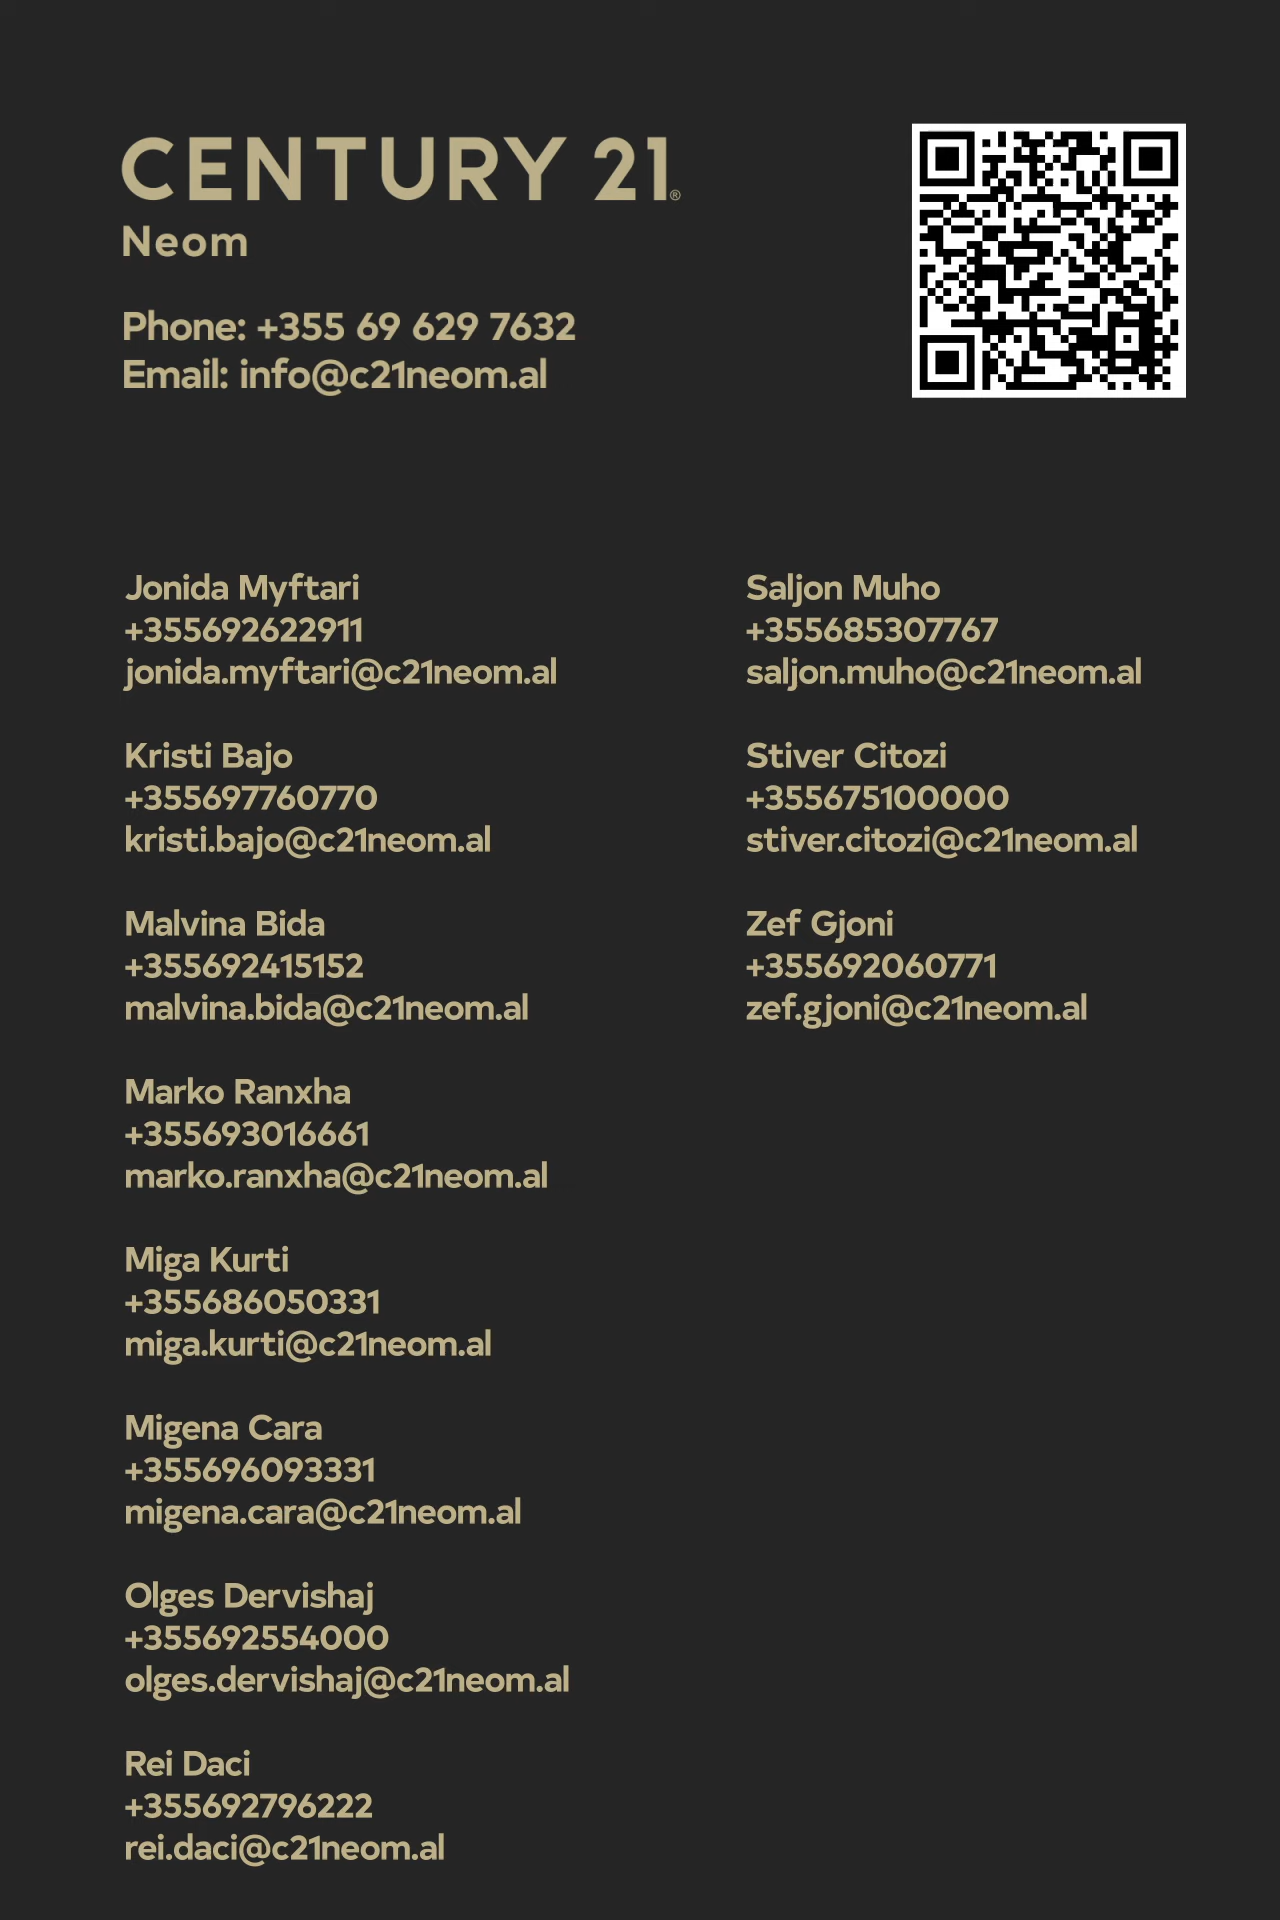 CENTURY 21®
Neom
Phone: +355 69 629 7632
Email: info@c21neom.al
Jonida Myftari
+355692622911
jonida.myftari@c21neom.al
Kristi Bajo
+355697760770
kristi.bajo@c21neom.al
Malvina Bida
+355692415152
malvina.bida@c21neom.al
Marko Ranxha
+355693016661
marko.ranxha@c21neom.al
Miga Kurti
+355686050331
miga.kurti@c21neom.al
Migena Cara
+355696093331
migena.cara@c21neom.al
Olges Dervishaj
+355692554000
olges.dervishaj@c21neom.al
Rei Daci
+355692796222
rei.daci@c21neom.al
Saljon Muho
+355685307767
saljon.muho@c21neom.al
Stiver Citozi
+355675100000
stiver.citozi@c21neom.al
Zef Gjoni
+355692060771
zef.gjoni@c21neom.al